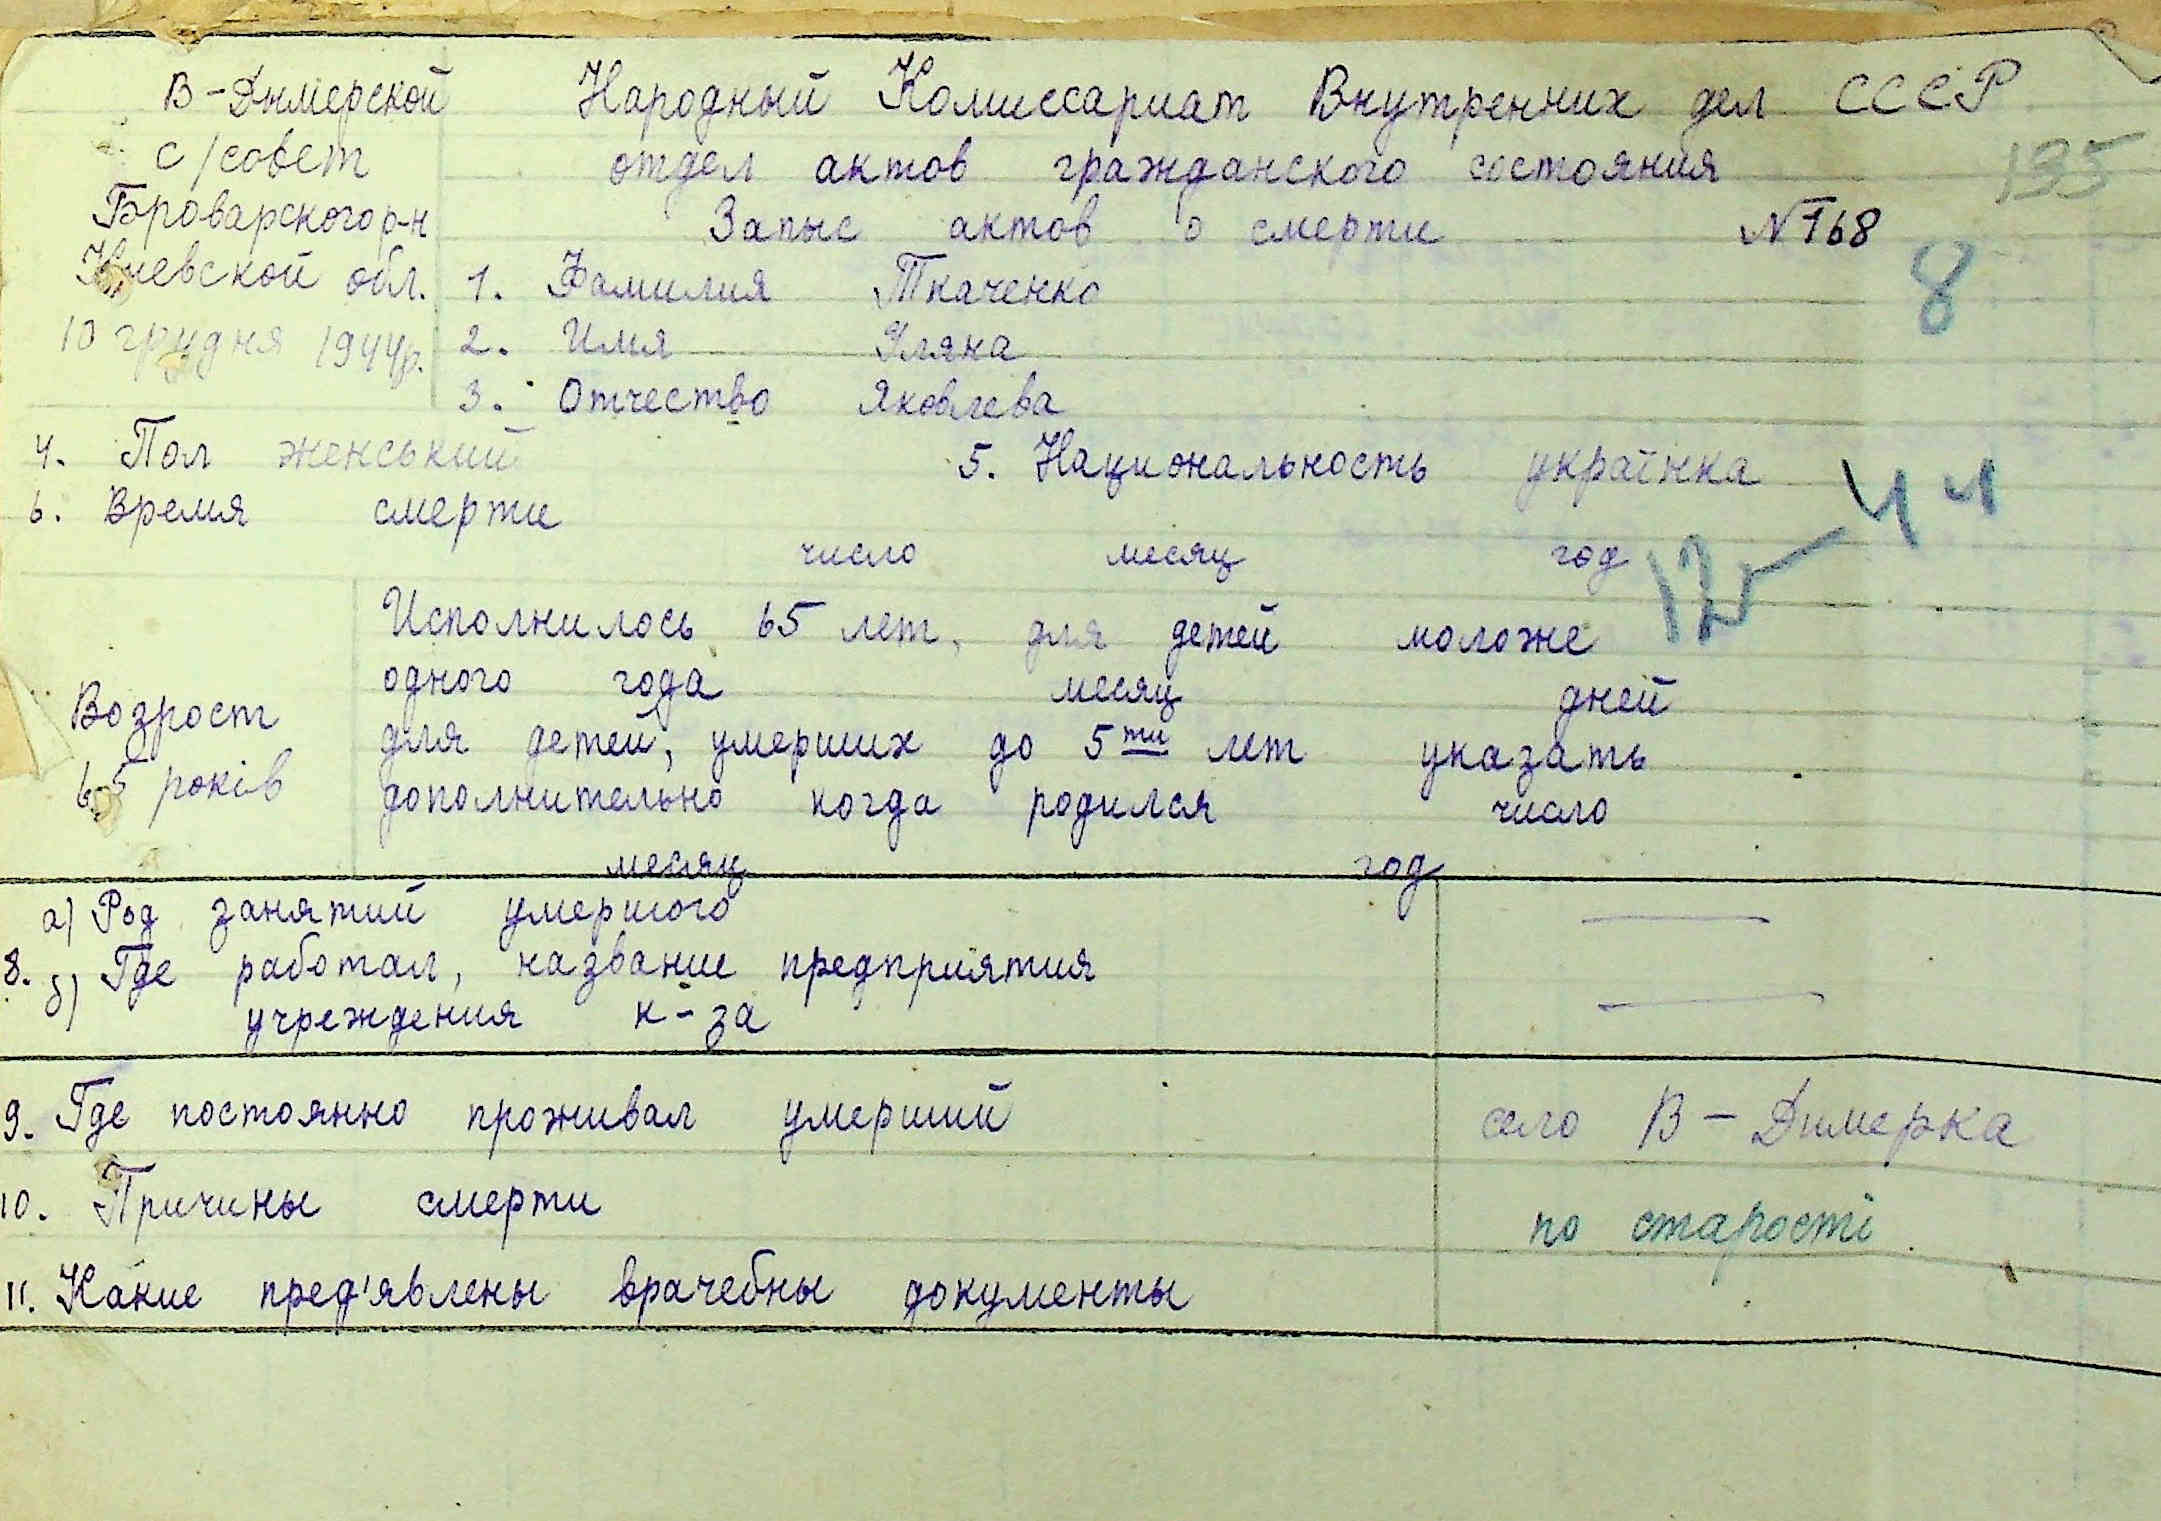 В-Дымерской
с/совет
Броварского р-н
Киевской обл.
10 грудня 1944р.
Народный Комиссариат Внутренних дел СССР
отдел актов гражданского состояния
135
Запыс актов о смерти №168
8
1. Фамилия Ткаченко
2. Имя Уляна
3. Отчество Яковлева
4. Пол женський 5. Национальность українка
6. Время смерти
число месяц год
Возрост
65 років
Исполнилось 65 лет, для детей моложе
одного года месяц дней
для детей, умерших до 5ти лет указать
дополнительно когда родился число
месяц год
8. а) Род занятий умершого —
б) Где работал, название предприятия
учреждения к-за —
9. Где постоянно проживал умерший село В-Димерка
10. Причины смерти по старості
11. Какие пред'явлены врачебны документы